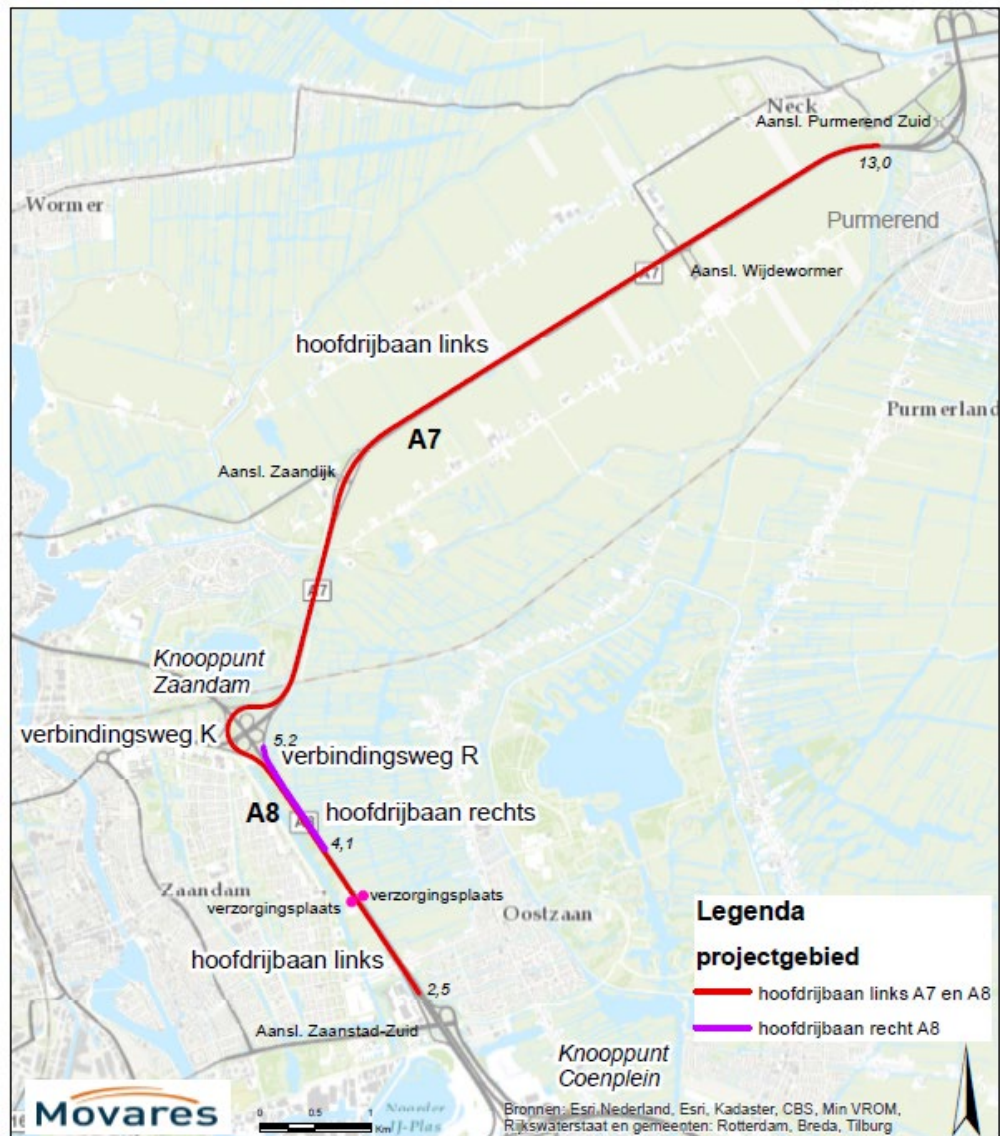 Neck
Aansl. Purmerend Zuid
13,0
Wormer
Purmerend
A7
Aansl. Wijdewormer
hoofdrijbaan links
Purmerland
A7
Aansl. Zaandijk
A7
Knooppunt
Zaandam
verbindingsweg K
5.2
verbindingsweg R
A8
hoofdrijbaan rechts
4,1
Zaandam
verzorgingsplaats
verzorgingsplaats
Oostzaan
hoofdrijbaan links
2,5
Aansl. Zaanstad-Zuid
Knooppunt
Coenplein
Legenda
projectgebied
hoofdrijbaan links A7 en A8
hoofdrijbaan recht A8
Movares
0 0.5 1
Km
Noorder
IJ-Plas
Bronnen: Esri Nederland, Esri, Kadaster, CBS, Min VROM,
Rijkswaterstaat en gemeenten: Rotterdam, Breda, Tilburg